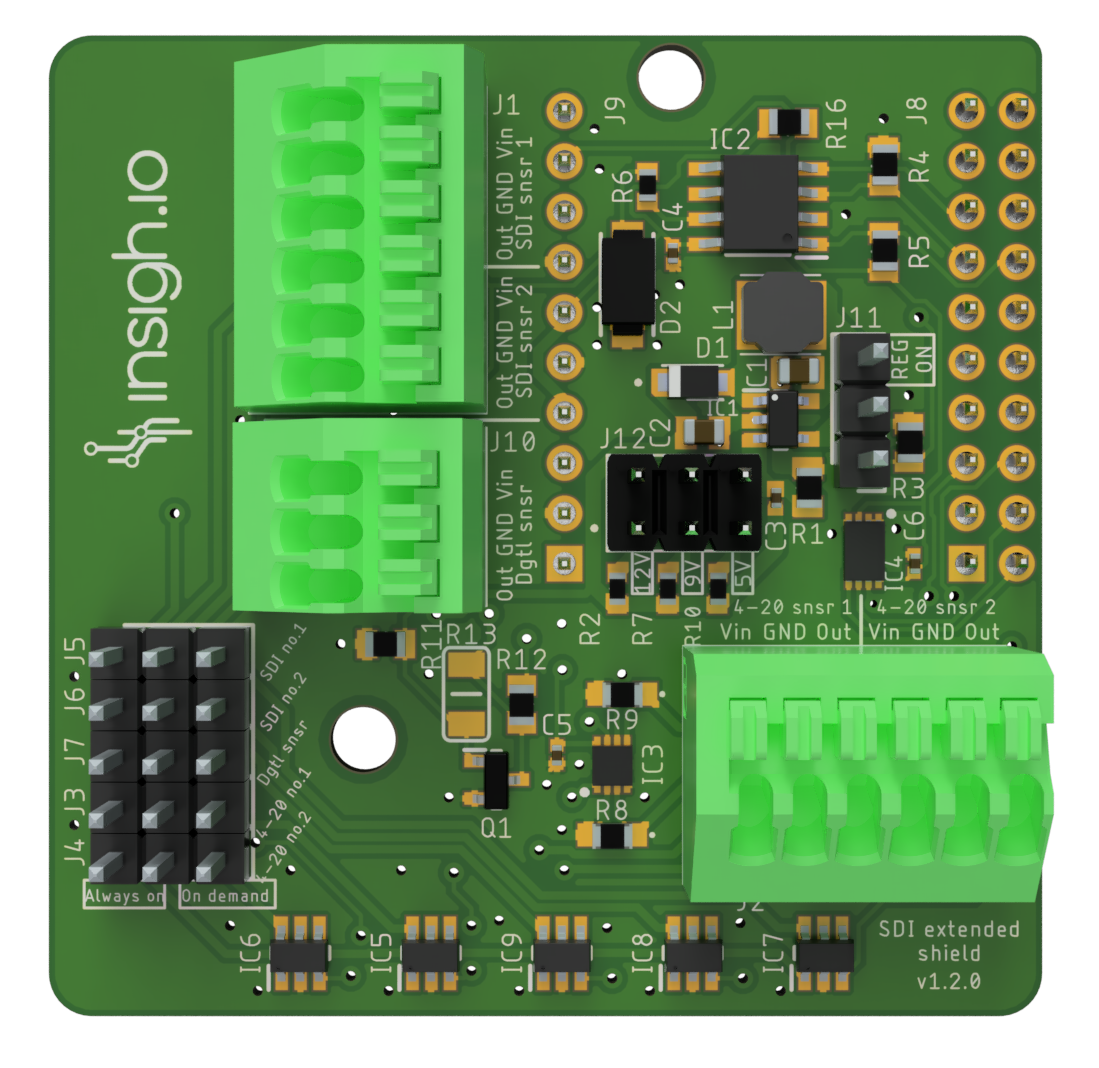 insigh.io
J1
Out GND Vin
SDI snsr 1
Out GND Vin
SDI snsr 2
J10
Out GND Vin
Dgtl snsr
J9
IC2
R16
J8
R6
C4
R4
R5
D2
L1
J11
REG
ON
D1
C1
IC1
C2
J12
R3
C3
R1
C6
IC4
12V
9V
5V
R2
R7
R10
4-20 snsr 1
Vin GND Out
4-20 snsr 2
Vin GND Out
R11
R13
R12
R9
C5
IC3
R8
Q1
J5
J6
J7
J3
J4
SDI no.1
SDI no.2
Dgtl snsr
4-20 no.1
4-20 no.2
Always on
On demand
J2
IC6
IC5
IC9
IC8
IC7
SDI extended
shield
v1.2.0